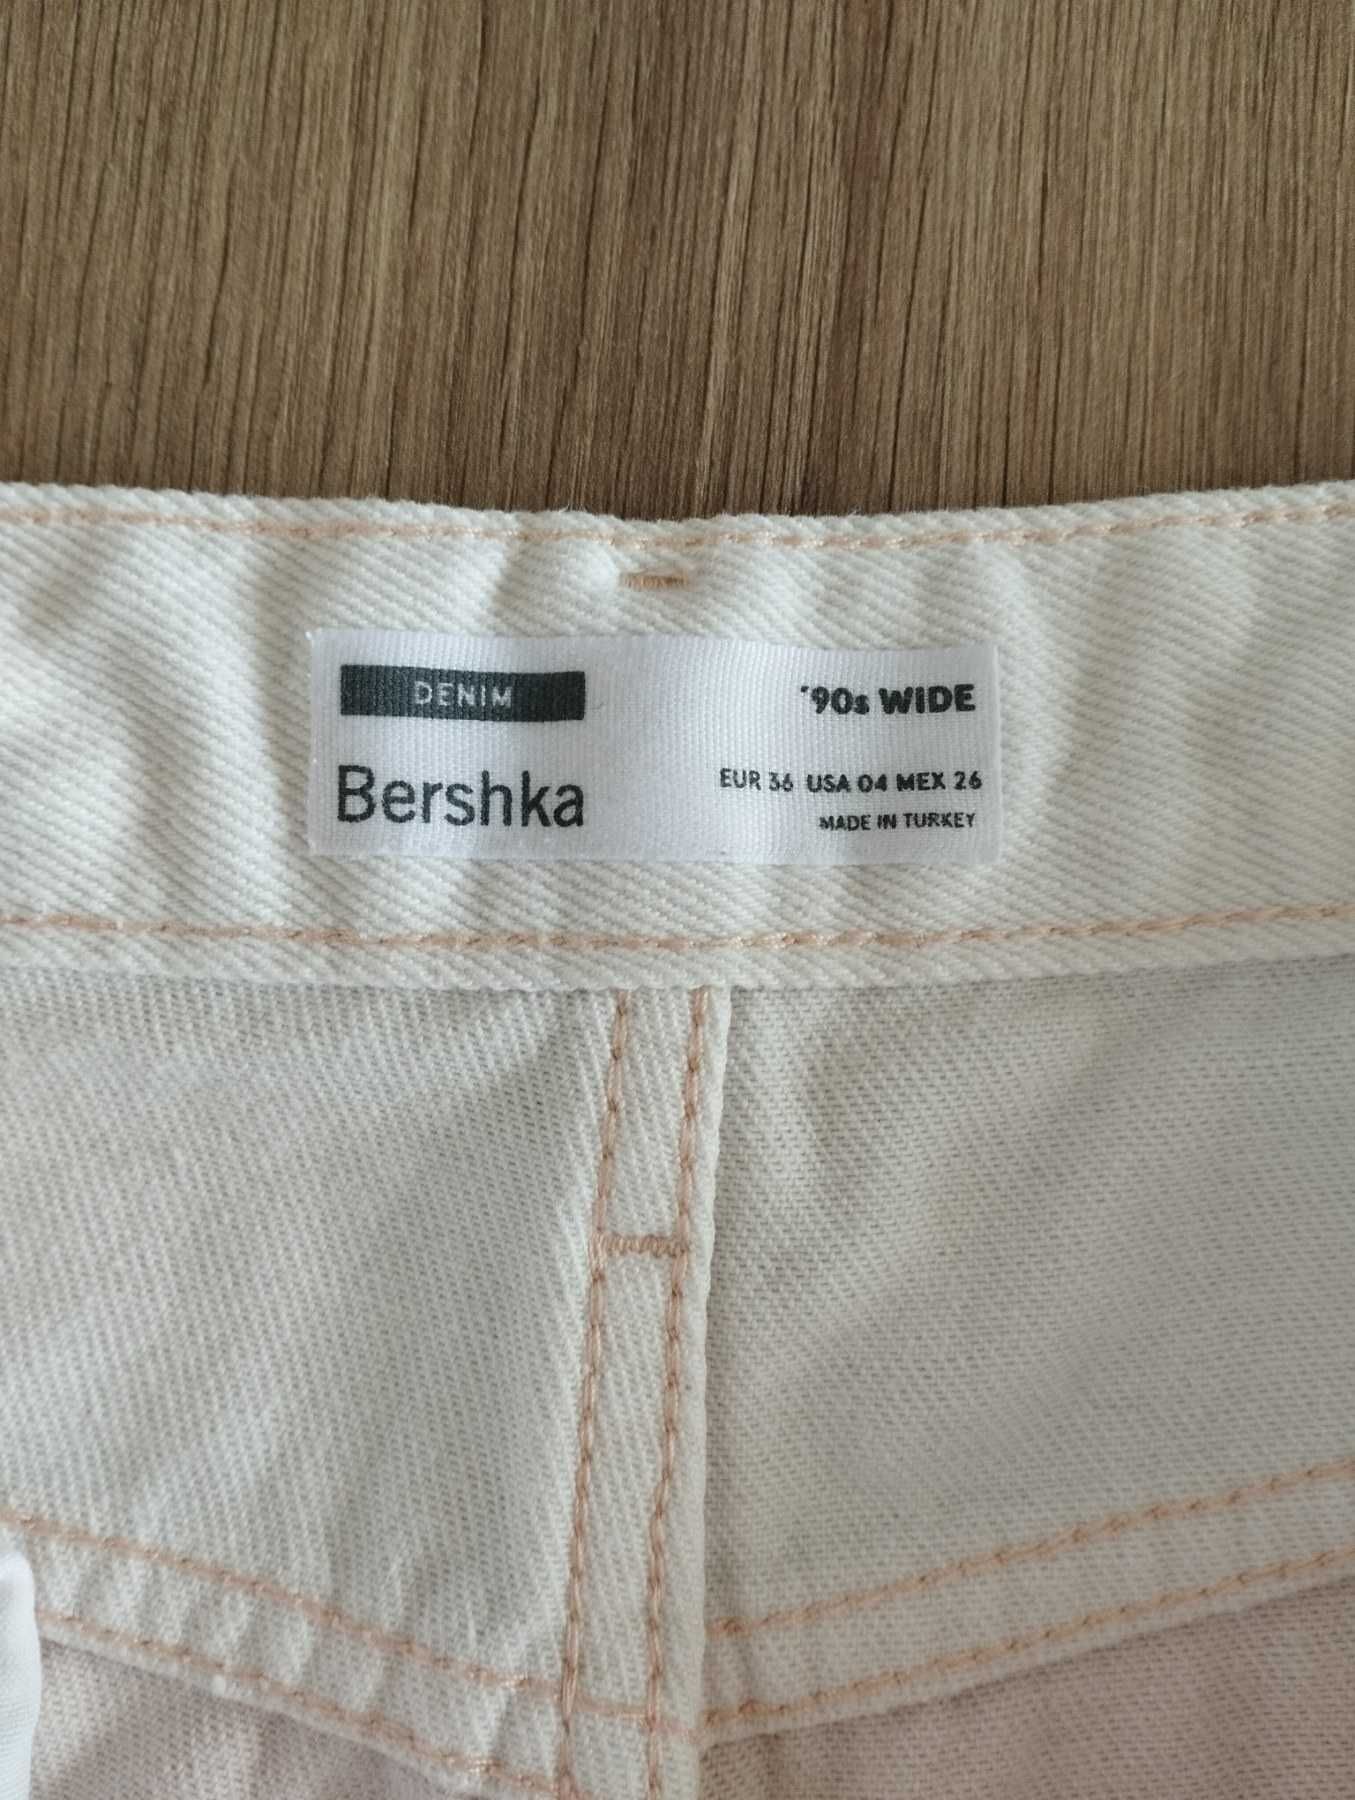 DENIM
Bershka
'90s WIDE
EUR 36 USA 04 MEX 26
MADE IN TURKEY